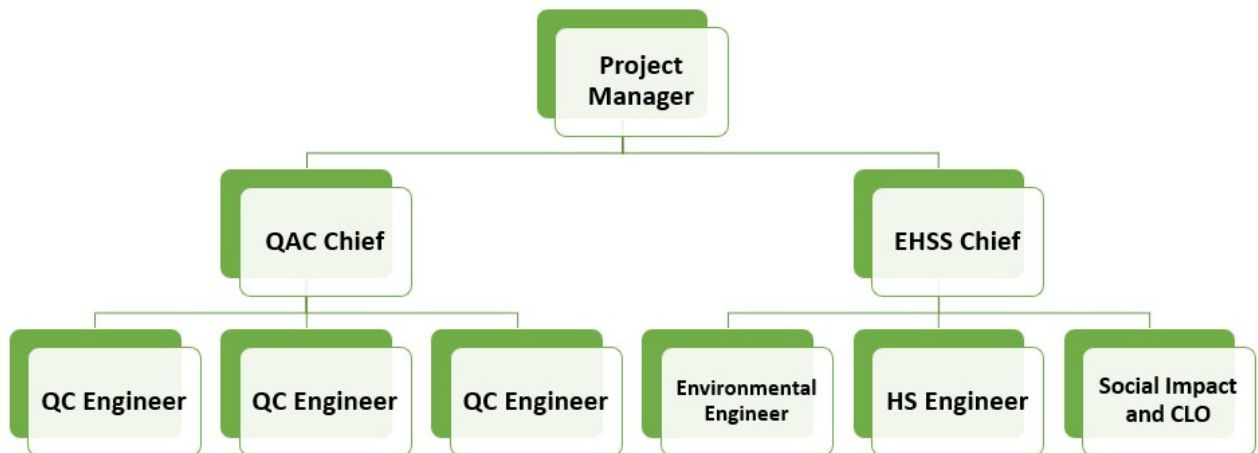 Project
Manager
QAC Chief
EHSS Chief
QC Engineer
QC Engineer
QC Engineer
Environmental
Engineer
HS Engineer
Social Impact
and CLO